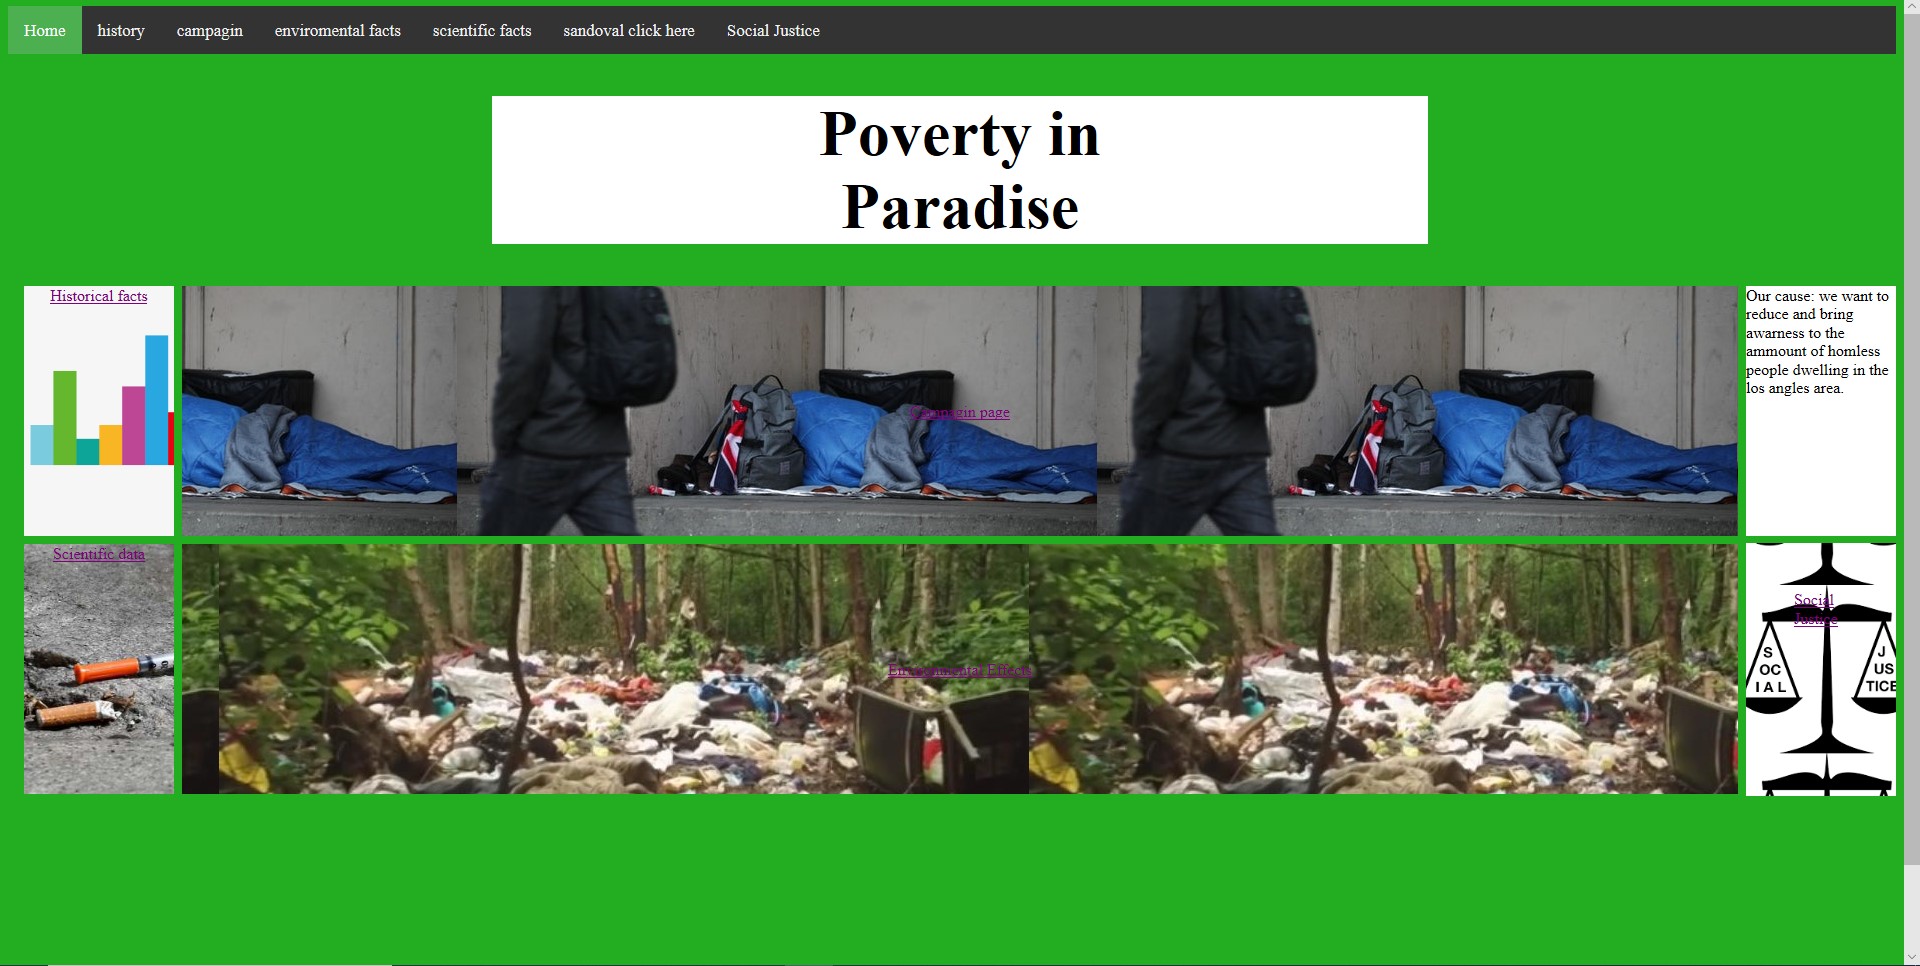 Home history campagin enviromental facts scientific facts sandoval click here Social Justice
Poverty in
Paradise
Historical facts
Campagin page
Our cause: we want to
reduce and bring
awarness to the
ammount of homless
people dwelling in the
los angles area.
Scientific data
Environmental Effects
Social
Justice
S
OC
I A L
J
US
TICE